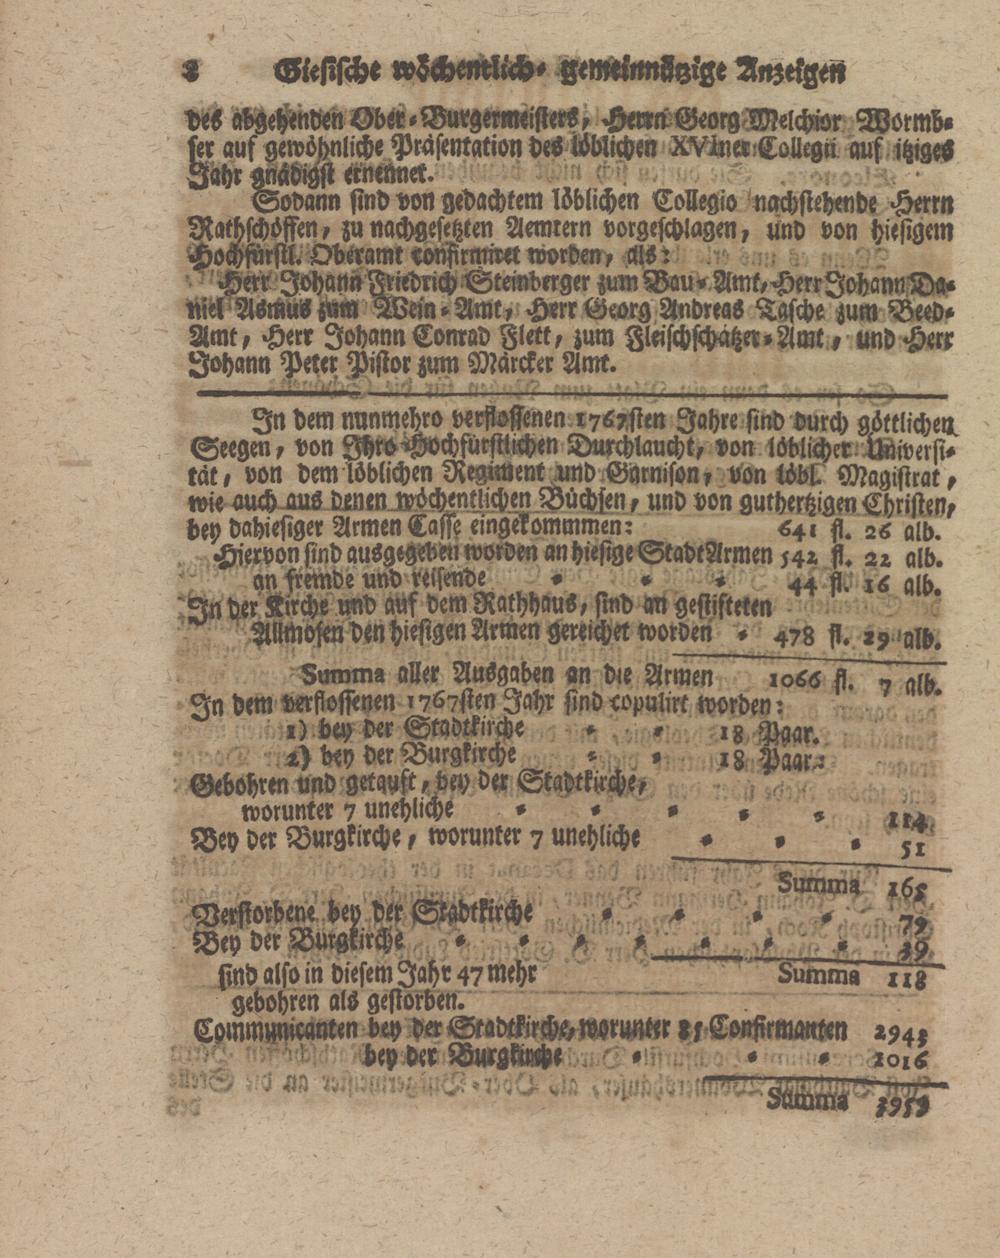 8 Giesische wöchentlich- gemeinnützige Anzeigen
des abgehenden Ober-Burgermeisters, Herrn Georg Melchior Wormb-
ser auf gewöhnliche Präsentation des löblichen XVIner Collegii auf itziges
Jahr gnädigst ernennet.
Sodann sind von gedachtem löblichen Collegio nachstehende Herrn
Rathschöffen, zu nachgesetzten Aemtern vorgeschlagen, und von hiesigem
Hochfürstl. Oberamt confirmiret worden, als:
Herr Johann Friedrich Steinberger zum Bau-Amt, Herr Johann Da-
niel Asmus zum Wein-Amt, Herr Georg Andreas Tasche zum Beed-
Amt, Herr Johann Conrad Flett, zum Fleischschätzer-Amt, und Herr
Johann Peter Pistor zum Märcker Amt.
In dem nunmehro verflossenen 1767sten Jahre sind durch göttlichen
Seegen, von Ihro Hochfürstlichen Durchlaucht, von löblicher Universi-
tät, von dem löblichen Regiment und Garnison, von löbl. Magistrat,
wie auch aus denen wöchentlichen Büchsen, und von guthertzigen Christen,
bey dahiesiger Armen Casse eingekommmen: 641 fl. 26 alb.
Hiervon sind ausgegeben worden an hiesige Stadt Armen 542 fl. 22 alb.
an fremde und reisende 44 fl. 16 alb.
In der Kirche und auf dem Rathhaus, sind an gestifteten
Allmosen den hiesigen Armen gereichet worden 478 fl. 29 alb.
Summa aller Ausgaben an die Armen 1066 fl. 7 alb.
In dem verflossenen 1767sten Jahr sind copulirt worden:
1) bey der Stadtkirche 18 Paar.
2) bey der Burgkirche 18 Paar.
Gebohren und getauft, bey der Stadtkirche,
worunter 7 unehliche 114
Bey der Burgkirche, worunter 7 unehliche 51
Summa 165
Verstorbene bey der Stadtkirche 79
Bey der Burgkirche 39
sind also in diesem Jahr 47 mehr Summa 118
gebohren als gestorben.
Communicanten bey der Stadtkirche, worunter 85 Confirmanten 2943
bey der Burgkirche 1016
Summa 3959